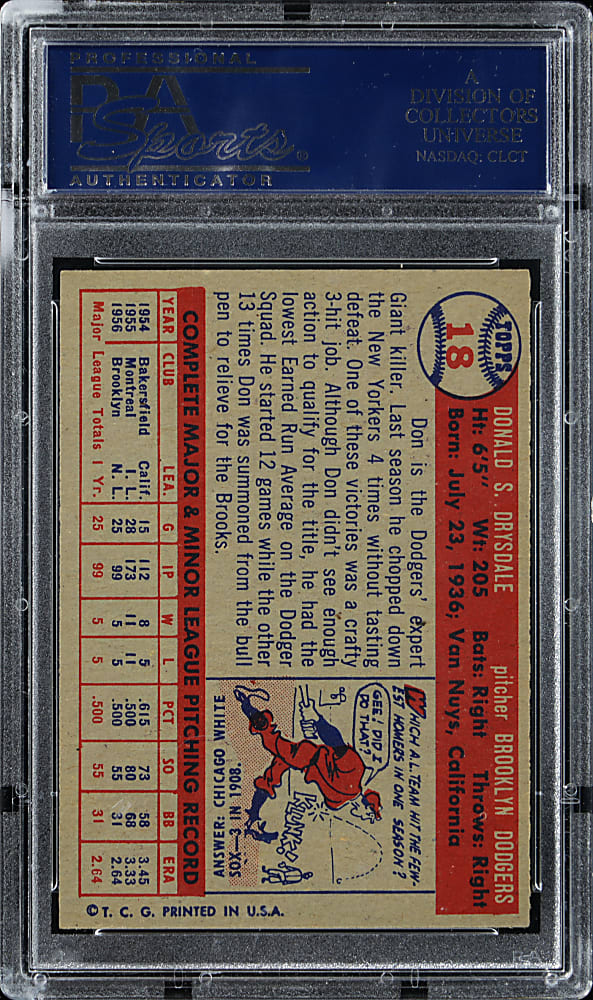 PROFESSIONAL
PSA
Sports®
AUTHENTICATOR
A
DIVISION OF
COLLECTORS
UNIVERSE
NASDAQ: CLCT
TOPPS
18
DONALD S. DRYSDALE pitcher BROOKLYN DODGERS
Ht: 6'5" Wt: 205 Bats: Right Throws: Right
Born: July 23, 1936; Van Nuys, California
Don is the Dodgers' expert
Giant killer. Last season he chopped down
the New Yorkers 4 times without tasting
defeat. One of these victories was a crafty
3-hit job. Although Don didn't see enough
action to qualify for the title, he had the
lowest Earned Run Average on the Dodger
Squad. He started 12 games while the other
13 times Don was summoned from the bull
pen to relieve for the Brooks.
WHICH A.L. TEAM HIT THE FEW-
EST HOMERS IN ONE SEASON?
GEE! DID I
DO THAT?
ANSWER: CHICAGO WHITE
SOX—3 IN 1908.
COMPLETE MAJOR & MINOR LEAGUE PITCHING RECORD
YEAR CLUB LEA. G IP W L PCT SO BB ERA
1954 Bakersfield Calif. 15 112 8 5 .615 73 58 3.45
1955 Montreal I. L. 28 173 11 11 .500 80 68 3.33
1956 Brooklyn N. L. 25 99 5 5 .500 55 31 2.64
Major League Totals 1 Yr. 25 99 5 5 .500 55 31 2.64
© T. C. G. PRINTED IN U.S.A.